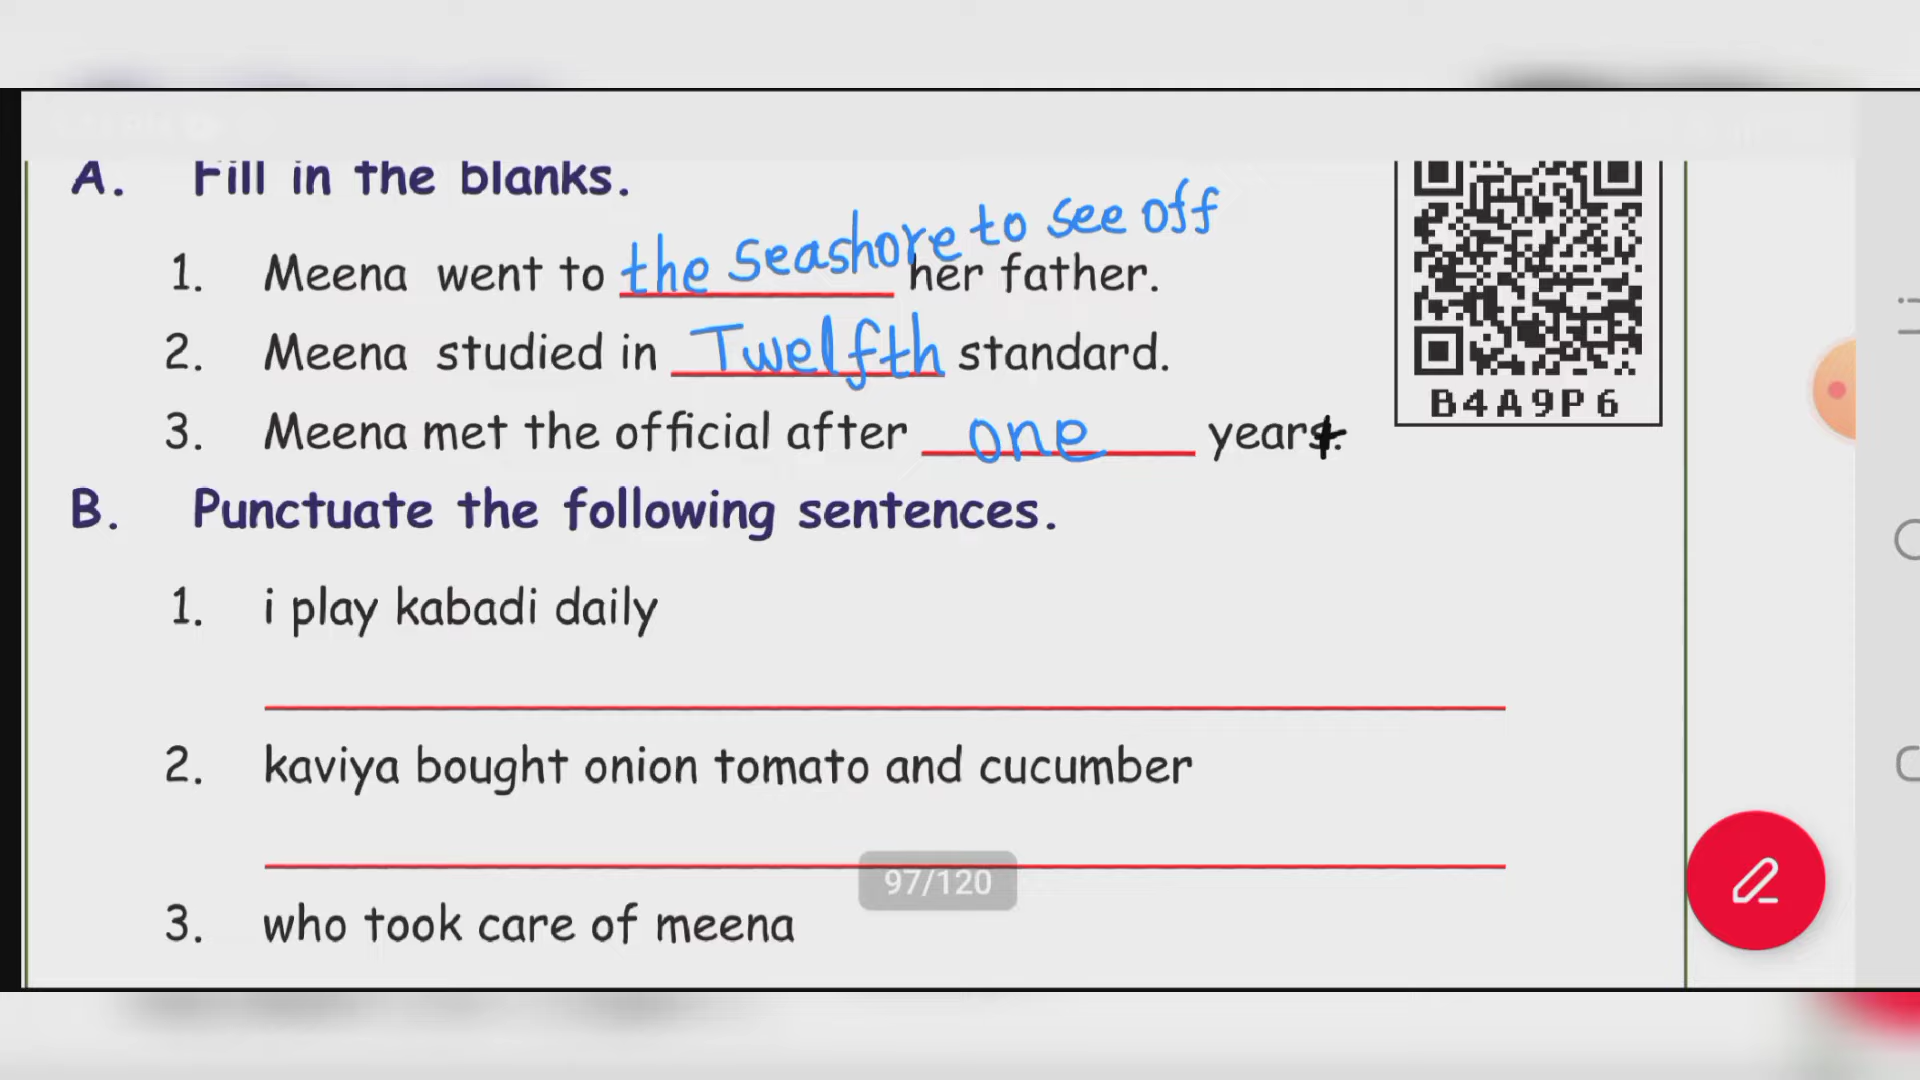 A. Fill in the blanks.
1. Meena went to the seashore to see off her father.
2. Meena studied in Twelfth standard.
3. Meena met the official after one years.
B4A9P6
B. Punctuate the following sentences.
1. i play kabadi daily
2. kaviya bought onion tomato and cucumber
97/120
3. who took care of meena